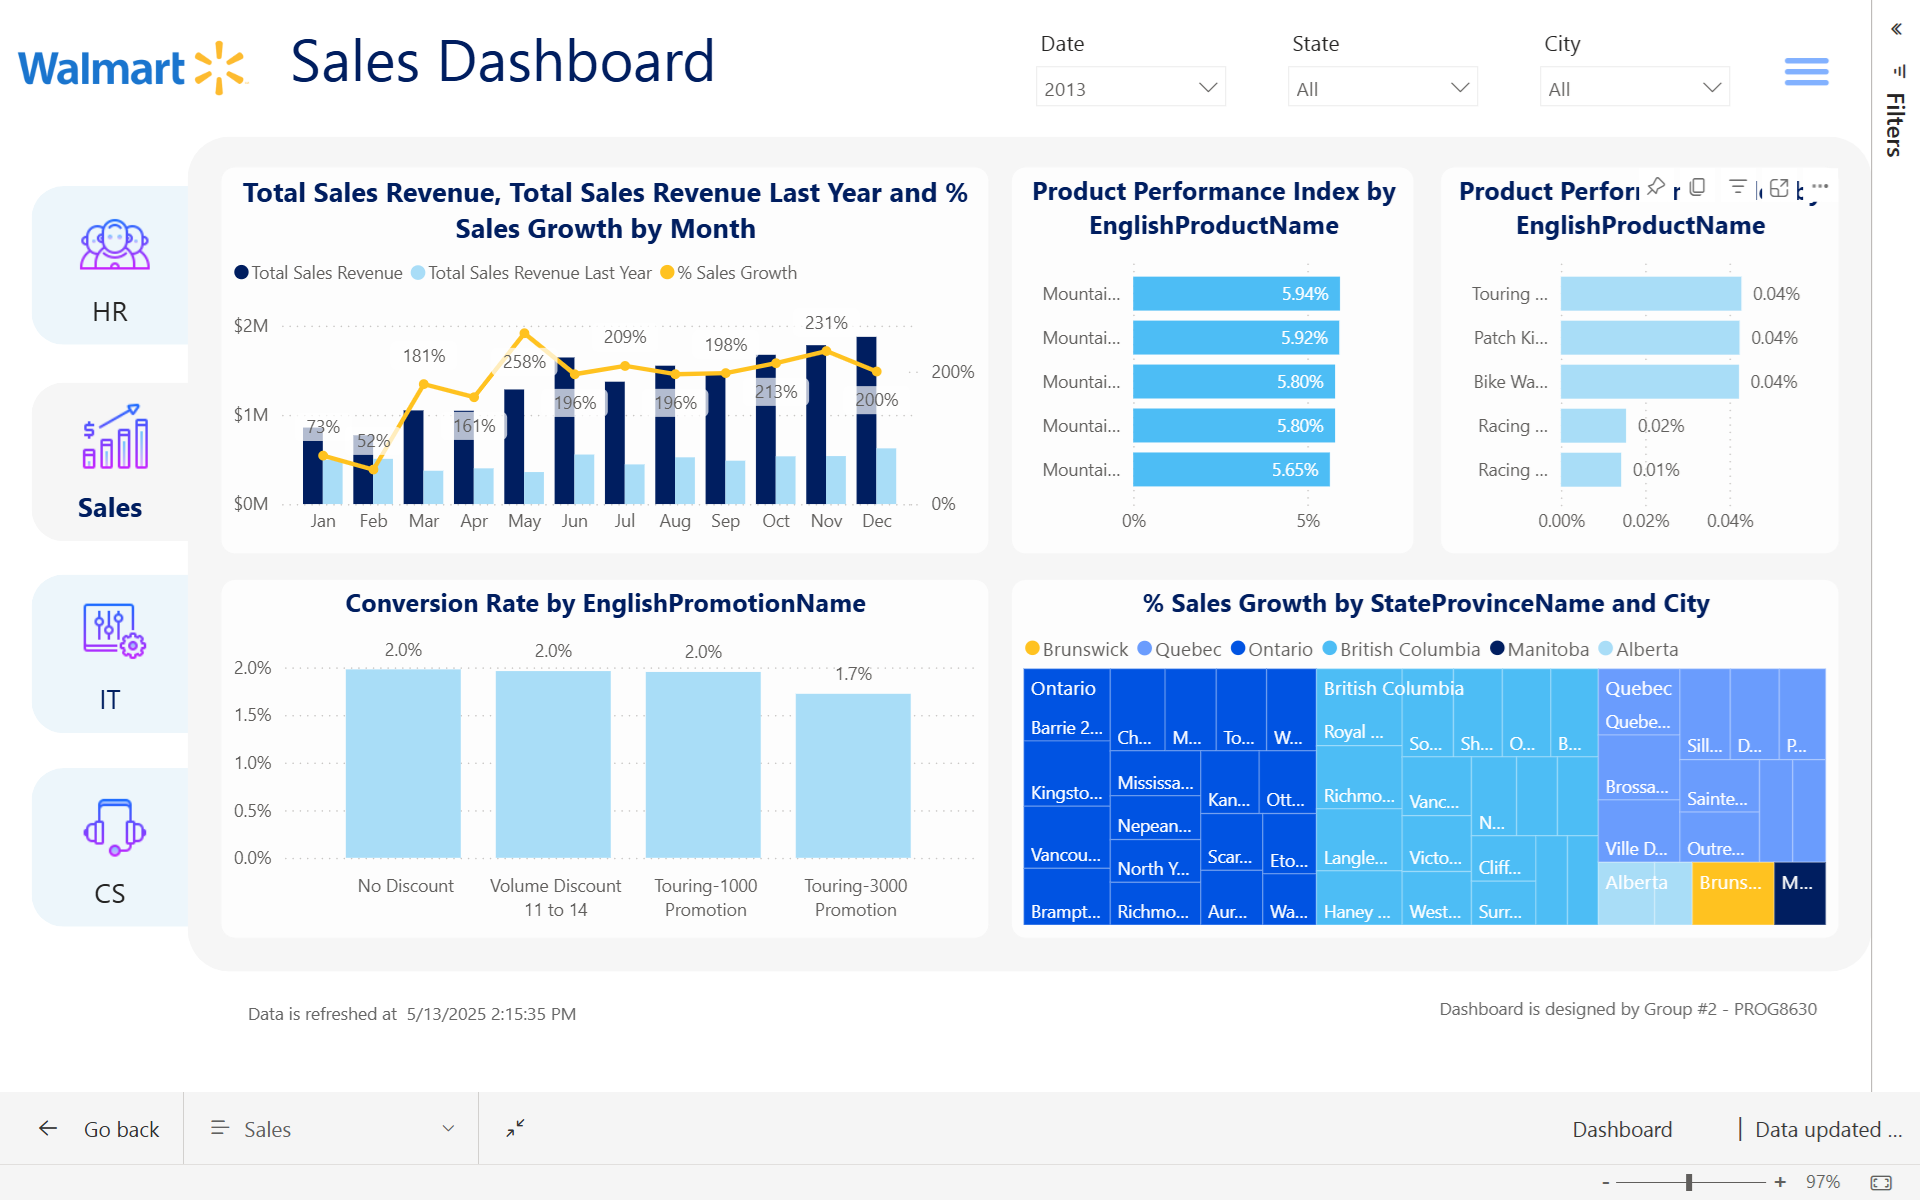 Walmart
Sales Dashboard
Date
2013
State
All
City
All
Filters
HR
Sales
IT
CS
Total Sales Revenue, Total Sales Revenue Last Year and %
Sales Growth by Month
Total Sales Revenue Total Sales Revenue Last Year % Sales Growth
$2M
$1M
$0M
200%
0%
73%
52%
181%
161%
258%
196%
209%
196%
198%
213%
231%
200%
Jan Feb Mar Apr May Jun Jul Aug Sep Oct Nov Dec
Product Performance Index by
EnglishProductName
Mountai... 5.94%
Mountai... 5.92%
Mountai... 5.80%
Mountai... 5.80%
Mountai... 5.65%
0% 5%
Product Perfor
EnglishProductName
Touring ... 0.04%
Patch Ki... 0.04%
Bike Wa... 0.04%
Racing ... 0.02%
Racing ... 0.01%
0.00% 0.02% 0.04%
Conversion Rate by EnglishPromotionName
2.0% 2.0% 2.0% 1.7%
2.0%
1.5%
1.0%
0.5%
0.0%
No Discount
Volume Discount
11 to 14
Touring-1000
Promotion
Touring-3000
Promotion
% Sales Growth by StateProvinceName and City
Brunswick Quebec Ontario British Columbia Manitoba Alberta
Ontario
Barrie 2...
Kingsto...
Vancou...
Brampt...
Ch...
M...
To...
W...
Mississa...
Nepean...
North Y...
Richmo...
Kan...
Ott...
Scar...
Eto...
Aur...
Wa...
British Columbia
Royal ...
Richmo...
Langle...
Haney ...
So...
Sh...
O...
B...
Vanc...
Victo...
West...
N...
Cliff...
Surr...
Quebec
Quebe...
Brossa...
Ville D...
Sill...
D...
P...
Sainte...
Outre...
Alberta
Bruns...
M...
Data is refreshed at 5/13/2025 2:15:35 PM
Dashboard is designed by Group #2 - PROG8630
Go back
Sales
Dashboard
Data updated ...
- + 97%